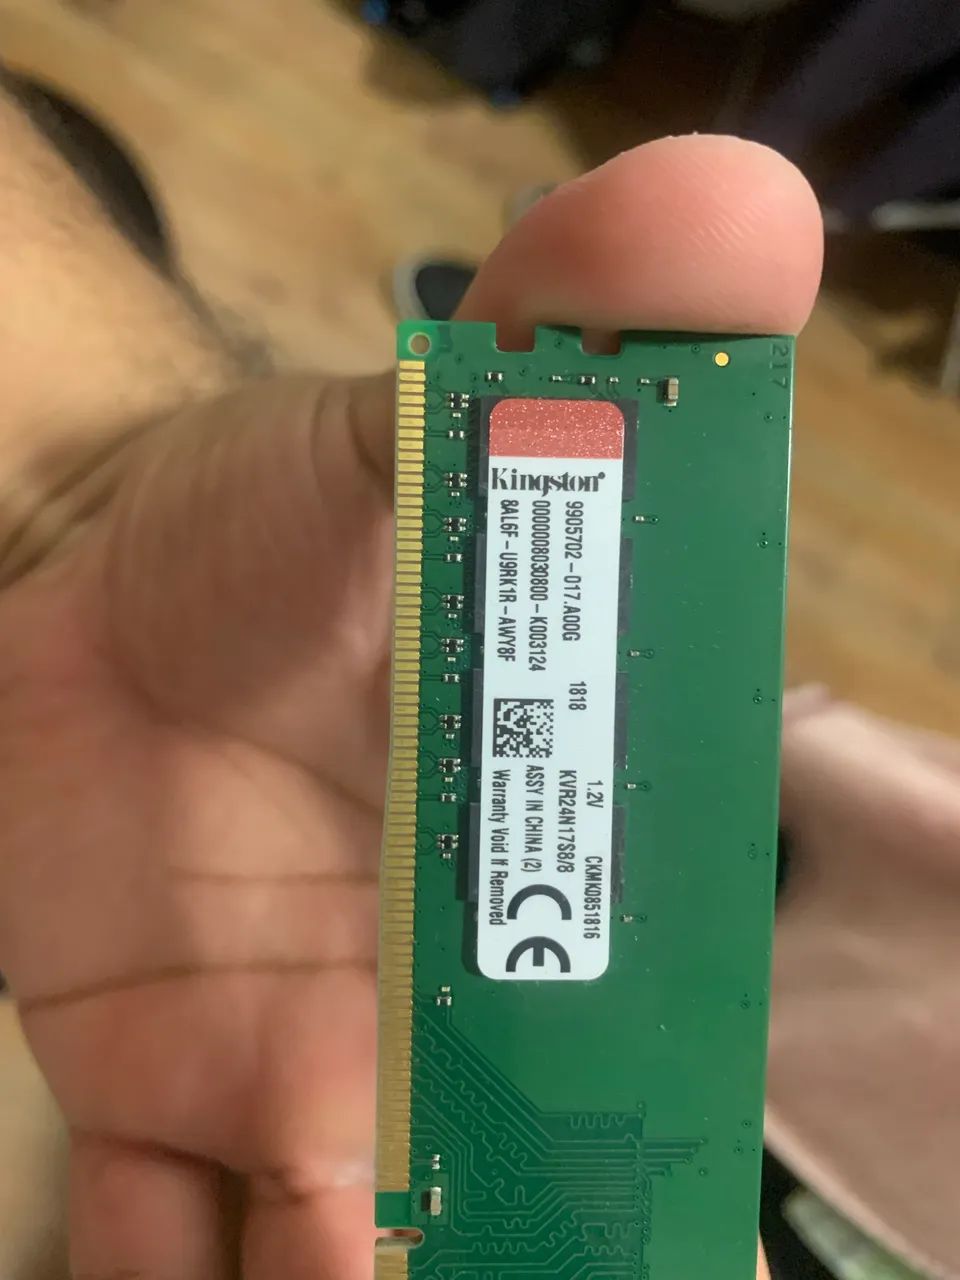 217
Kingston
9905702-017.A00G
0000008030800-K003124
8AL6F-U9RK1R-AWY8F
1818
1.2V
CKMK0851816
KVR24N17S8/8
ASSY IN CHINA (2)
Warranty Void If Removed
CE